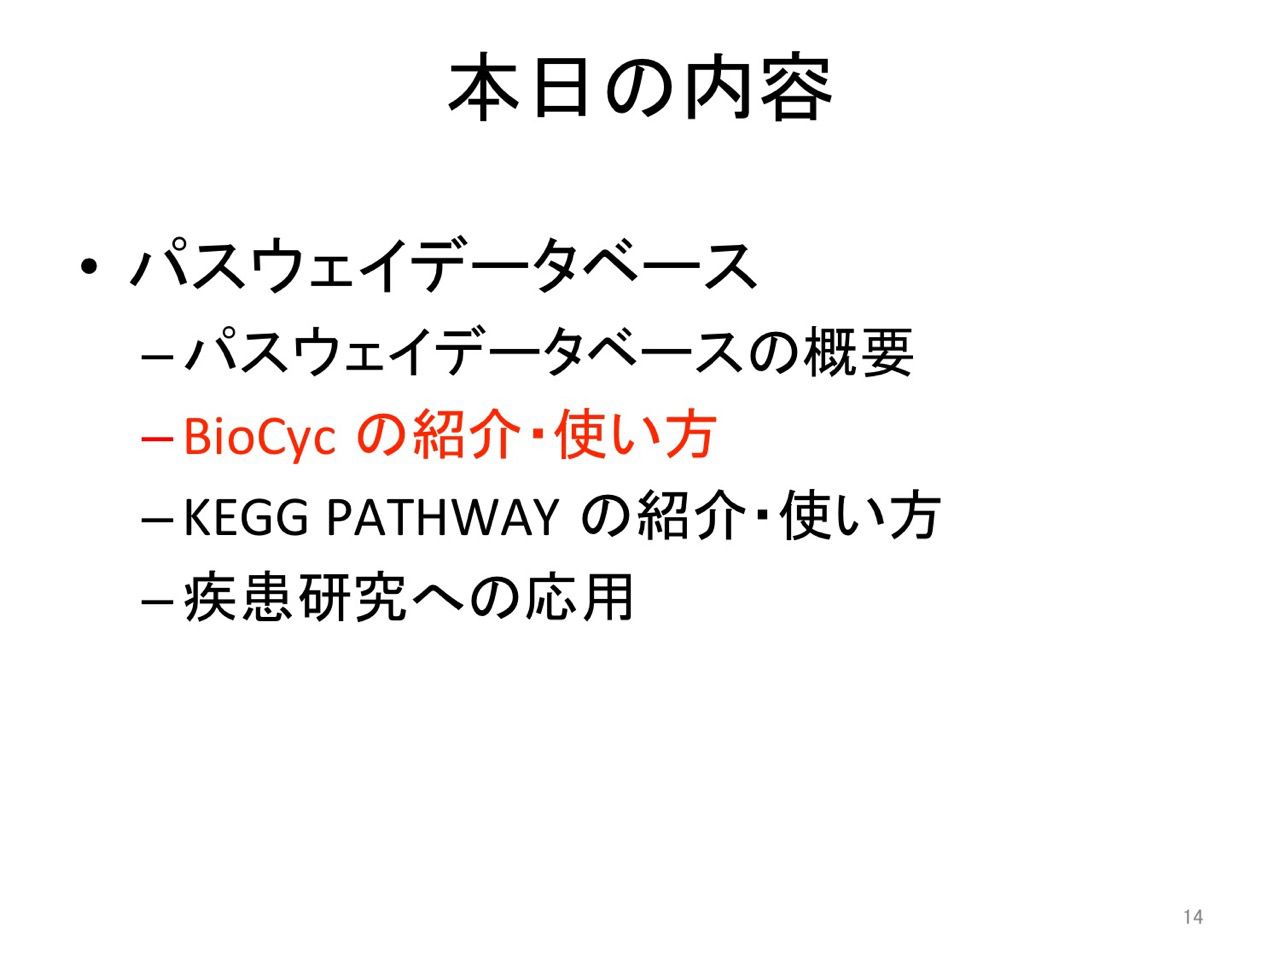 本日の内容
• パスウェイデータベース
–パスウェイデータベースの概要
–BioCyc の紹介・使い方
–KEGG PATHWAY の紹介・使い方
–疾患研究への応用
14